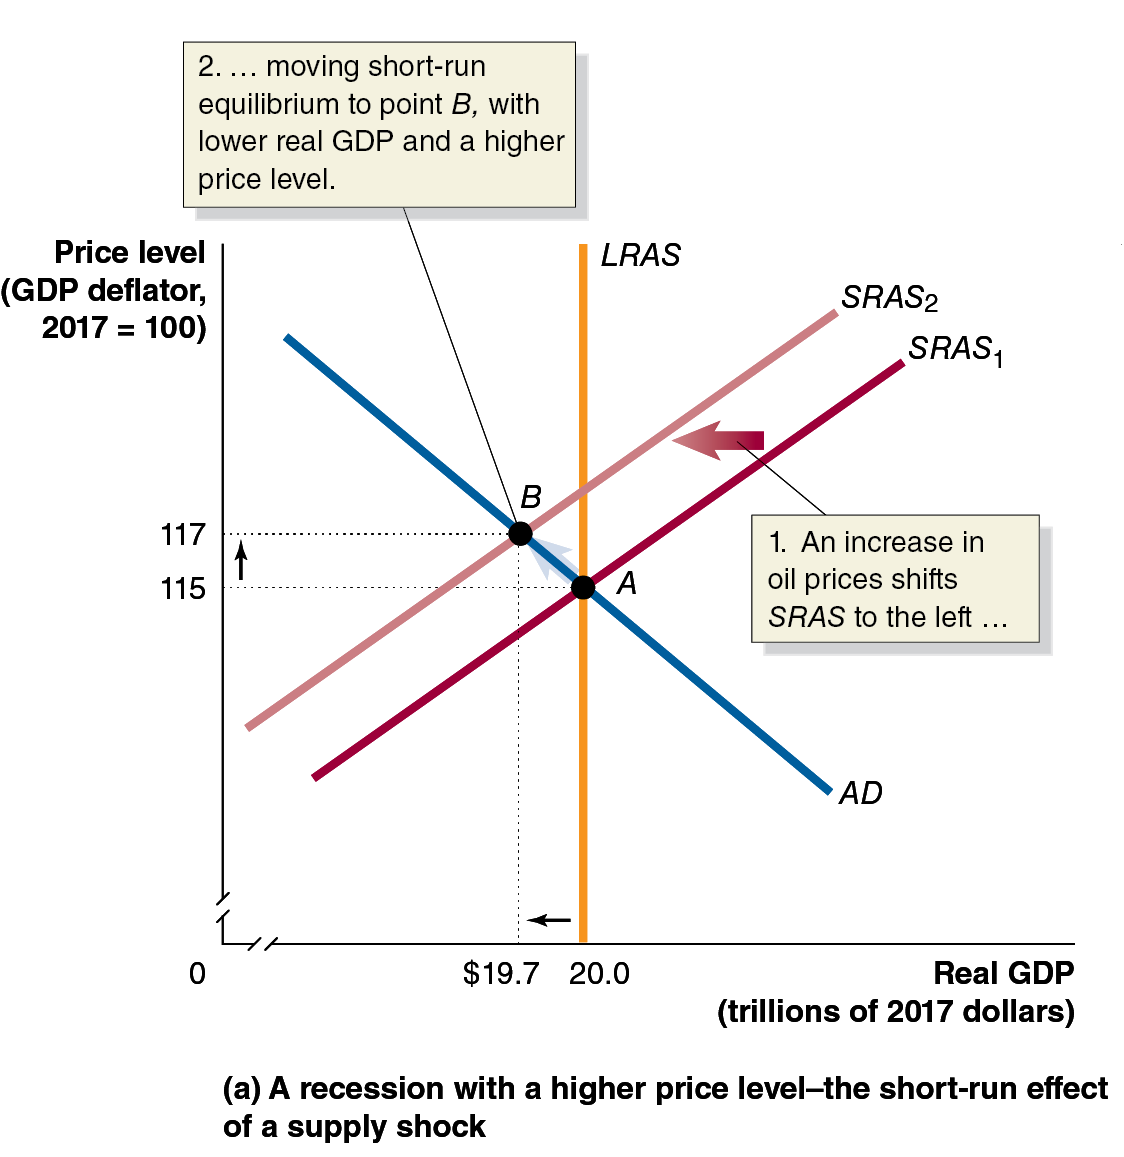 2. … moving short-run
equilibrium to point B, with
lower real GDP and a higher
price level.
Price level
(GDP deflator,
2017 = 100)
LRAS
SRAS2
SRAS1
B
117
115
A
1. An increase in
oil prices shifts
SRAS to the left …
AD
0
$19.7
20.0
Real GDP
(trillions of 2017 dollars)
(a) A recession with a higher price level–the short-run effect
of a supply shock